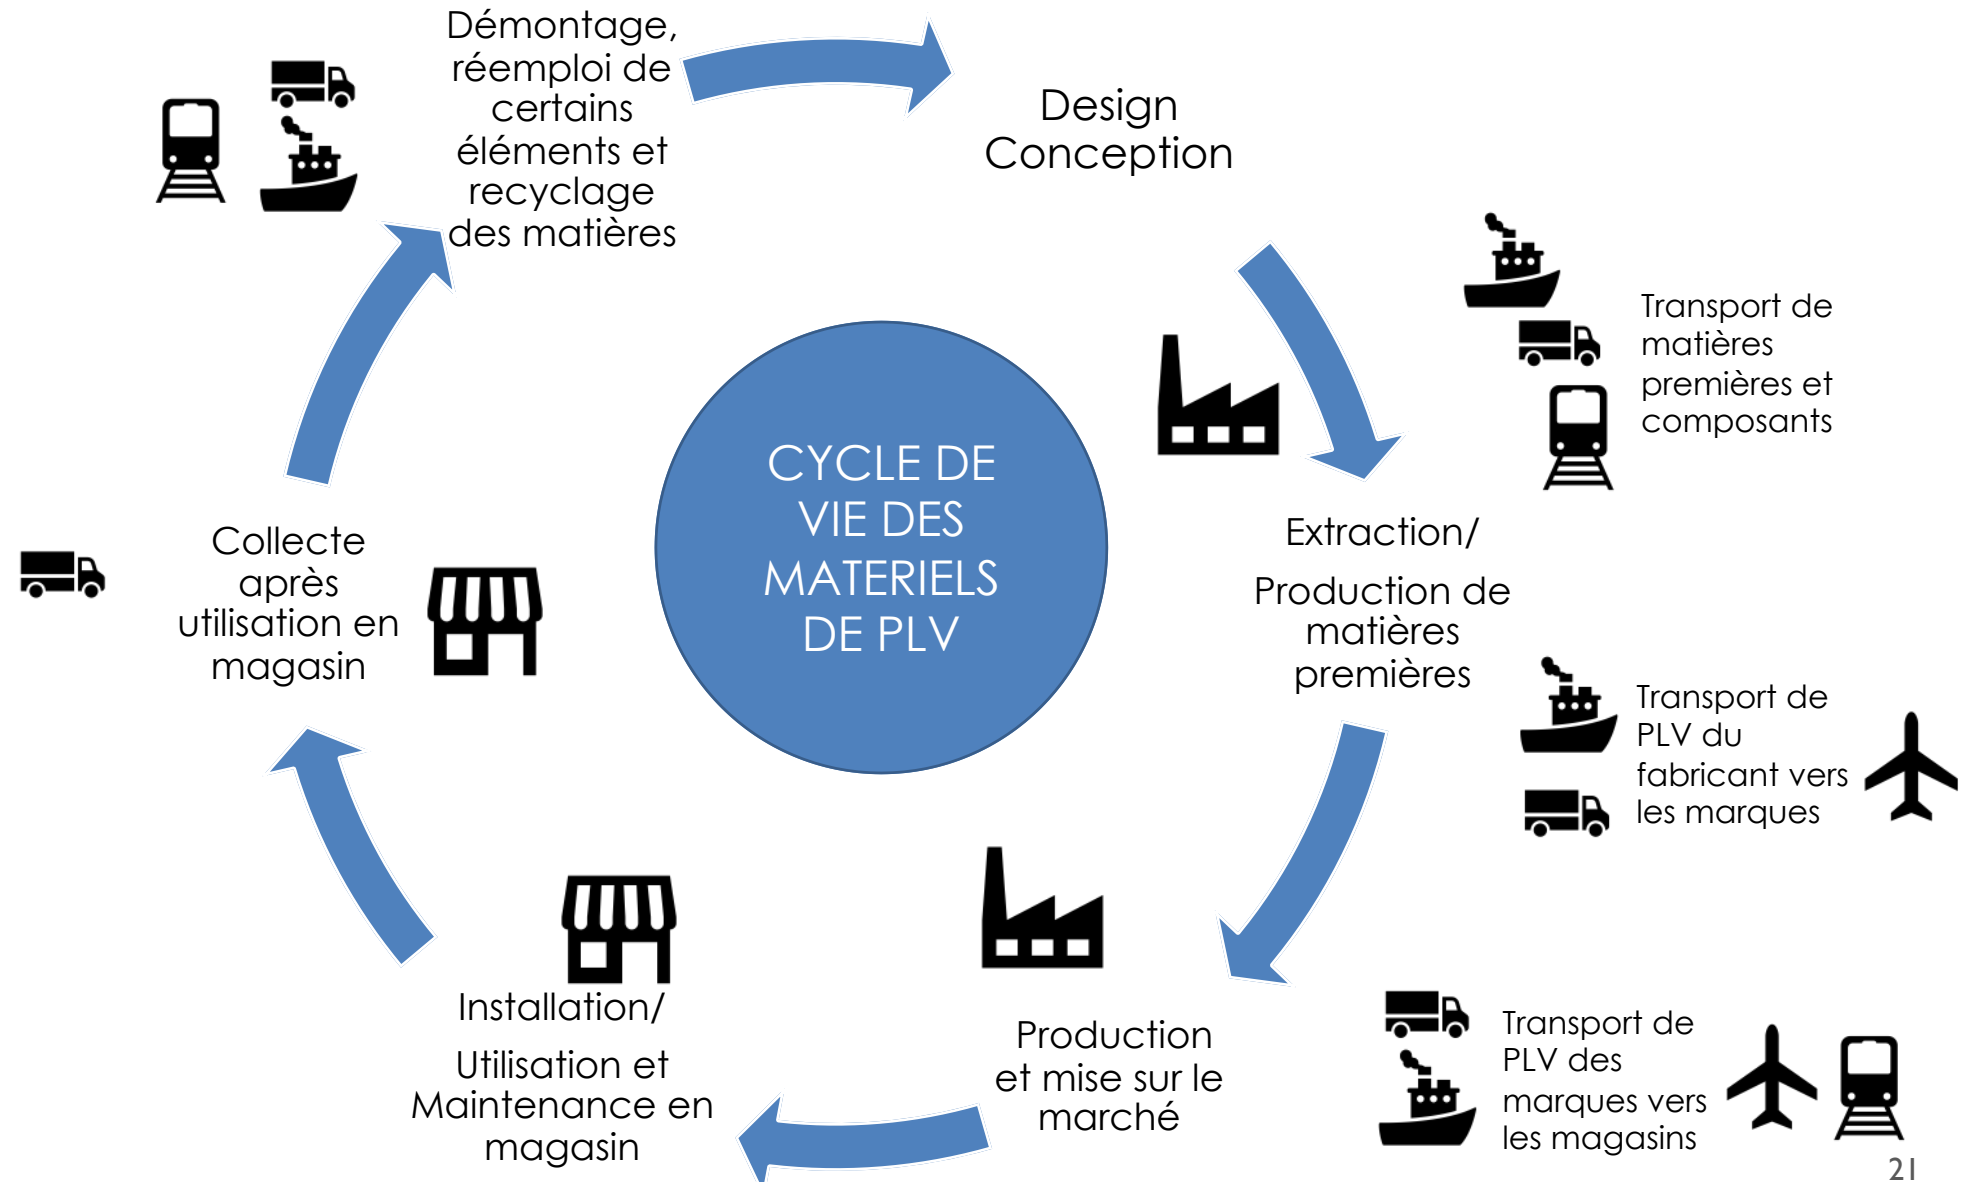 Démontage,
réemploi de
certains
éléments et
recyclage
des matières
Design
Conception
Transport de
matières
premières et
composants
CYCLE DE
VIE DES
MATERIELS
DE PLV
Extraction/
Production de
matières
premières
Collecte
après
utilisation en
magasin
Transport de
PLV du
fabricant vers
les marques
Installation/
Utilisation et
Maintenance en
magasin
Production
et mise sur le
marché
Transport de
PLV des
marques vers
les magasins
21